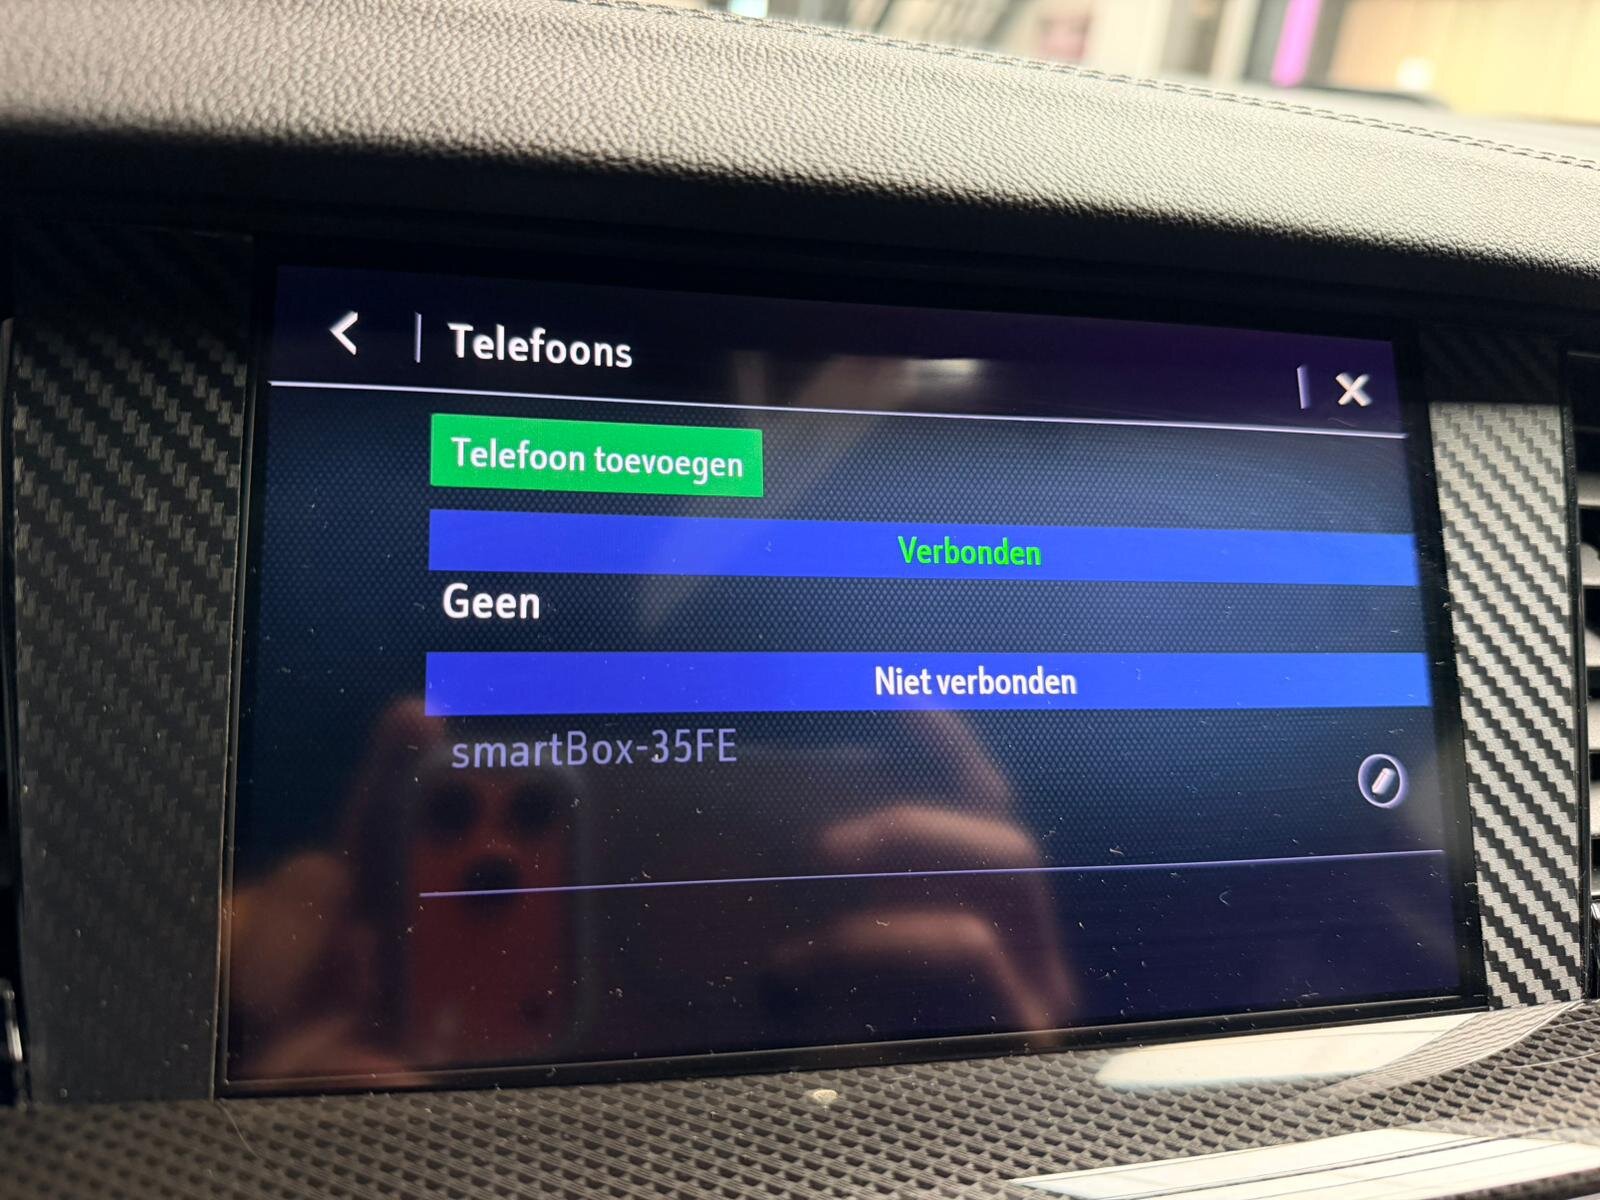 Telefoons
Telefoon toevoegen
Verbonden
Geen
Niet verbonden
smartBox-35FE